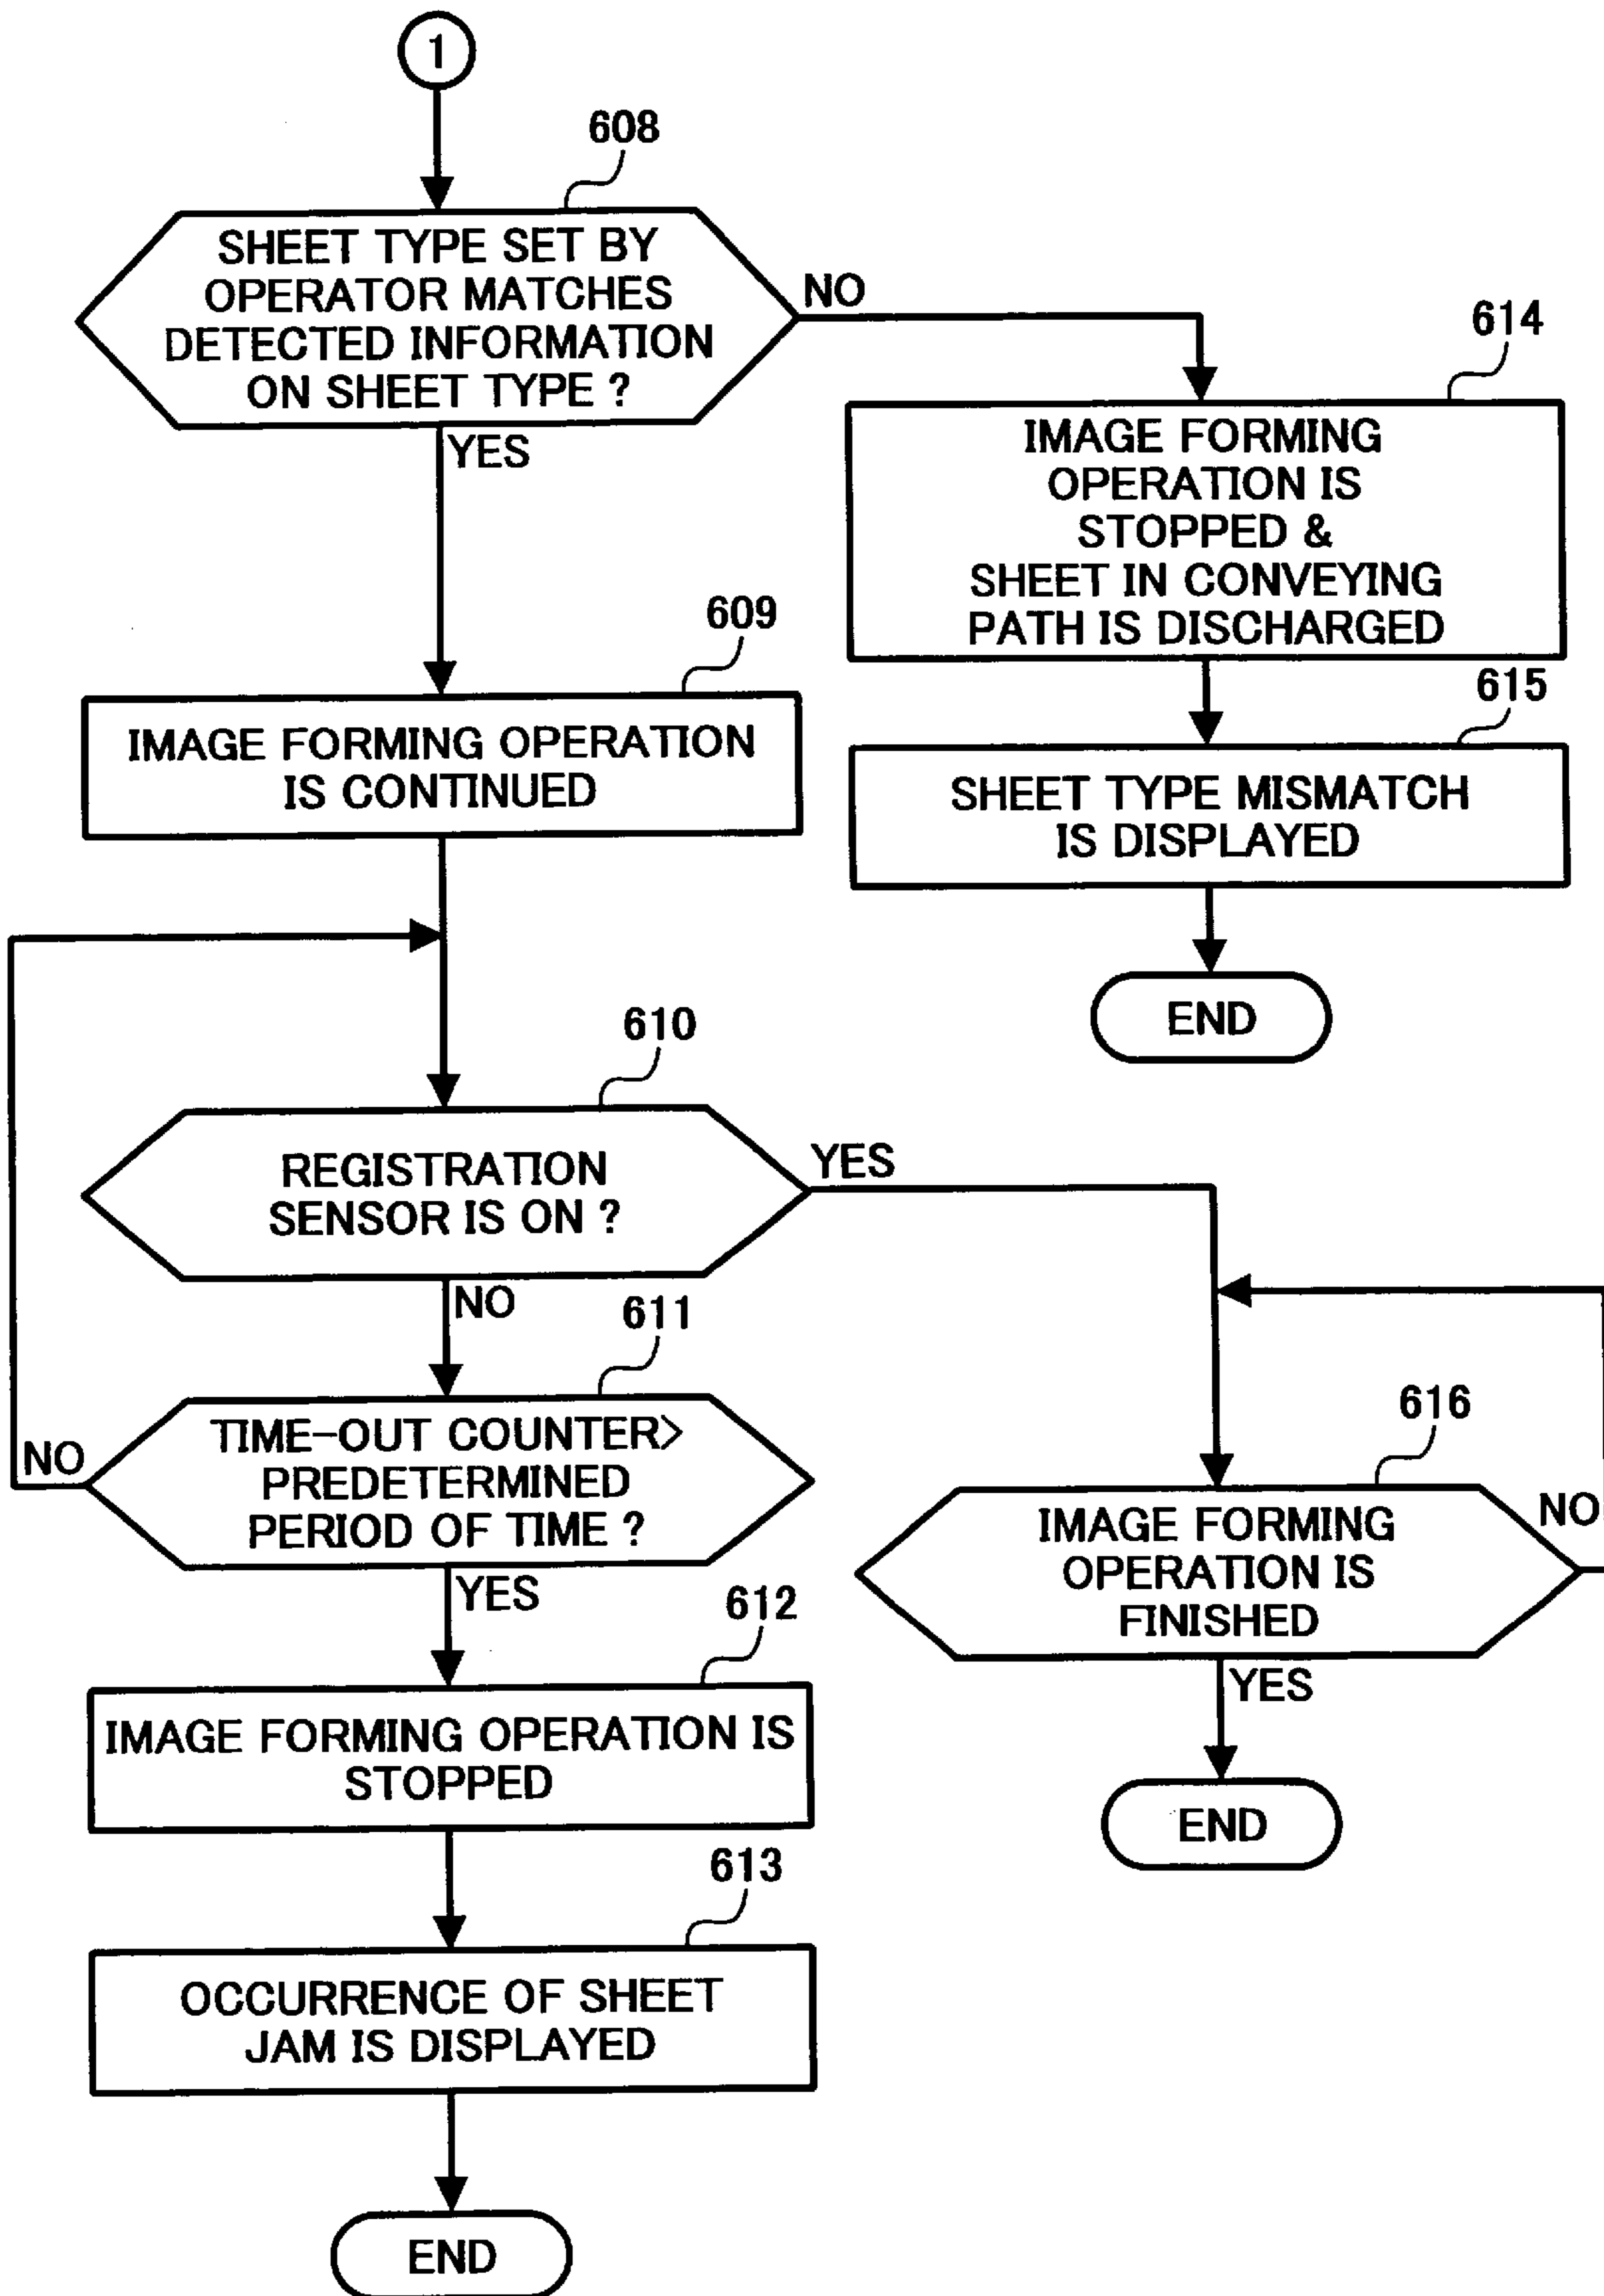 1
608
SHEET TYPE SET BY
OPERATOR MATCHES
DETECTED INFORMATION
ON SHEET TYPE ?
NO
YES
614
IMAGE FORMING
OPERATION IS
STOPPED &
SHEET IN CONVEYING
PATH IS DISCHARGED
609
IMAGE FORMING OPERATION
IS CONTINUED
615
SHEET TYPE MISMATCH
IS DISPLAYED
END
610
REGISTRATION
SENSOR IS ON ?
YES
NO
611
TIME-OUT COUNTER>
PREDETERMINED
PERIOD OF TIME ?
NO
YES
616
IMAGE FORMING
OPERATION IS
FINISHED
NO
YES
END
612
IMAGE FORMING OPERATION IS
STOPPED
613
OCCURRENCE OF SHEET
JAM IS DISPLAYED
END